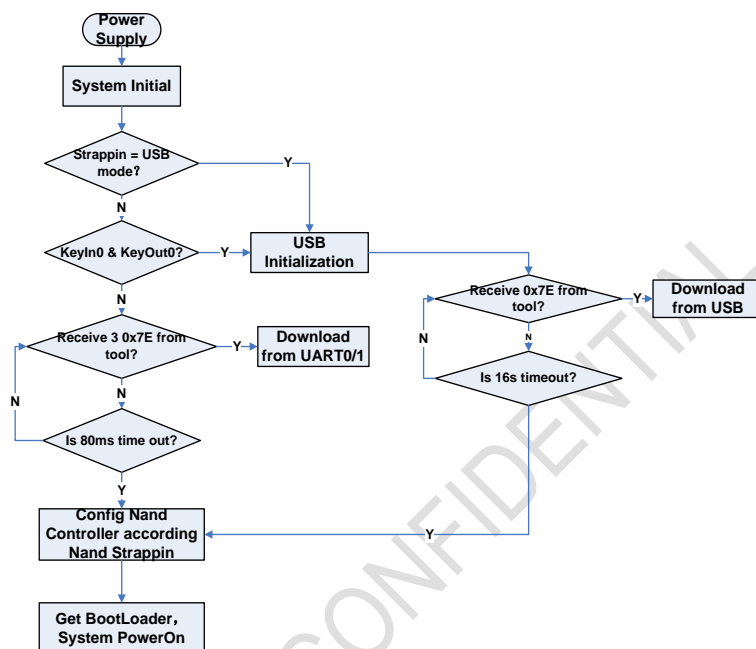 Power
Supply
System Initial
Strappin = USB
mode?
Y
N
KeyIn0 & KeyOut0?
Y
USB
Initialization
N
Receive 0x7E from
tool?
Y
Download
from USB
Receive 3 0x7E from
tool?
Y
Download
from UART0/1
N
N
Is 16s timeout?
N
N
Is 80ms time out?
Y
Config Nand
Controller according
Nand Strappin
Y
Get BootLoader，
System PowerOn
CONFIDENTIAL